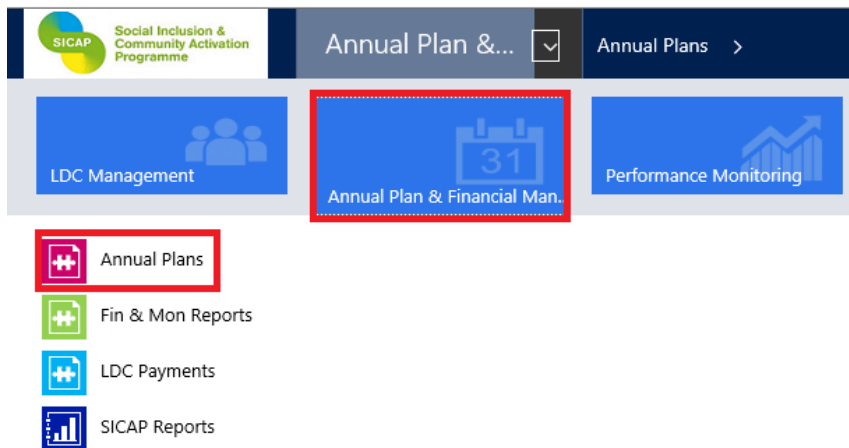 SICAP
Social Inclusion &
Community Activation
Programme
Annual Plan &...
Annual Plans >
LDC Management
31
Annual Plan & Financial Man..
Performance Monitoring
Annual Plans
Fin & Mon Reports
LDC Payments
SICAP Reports